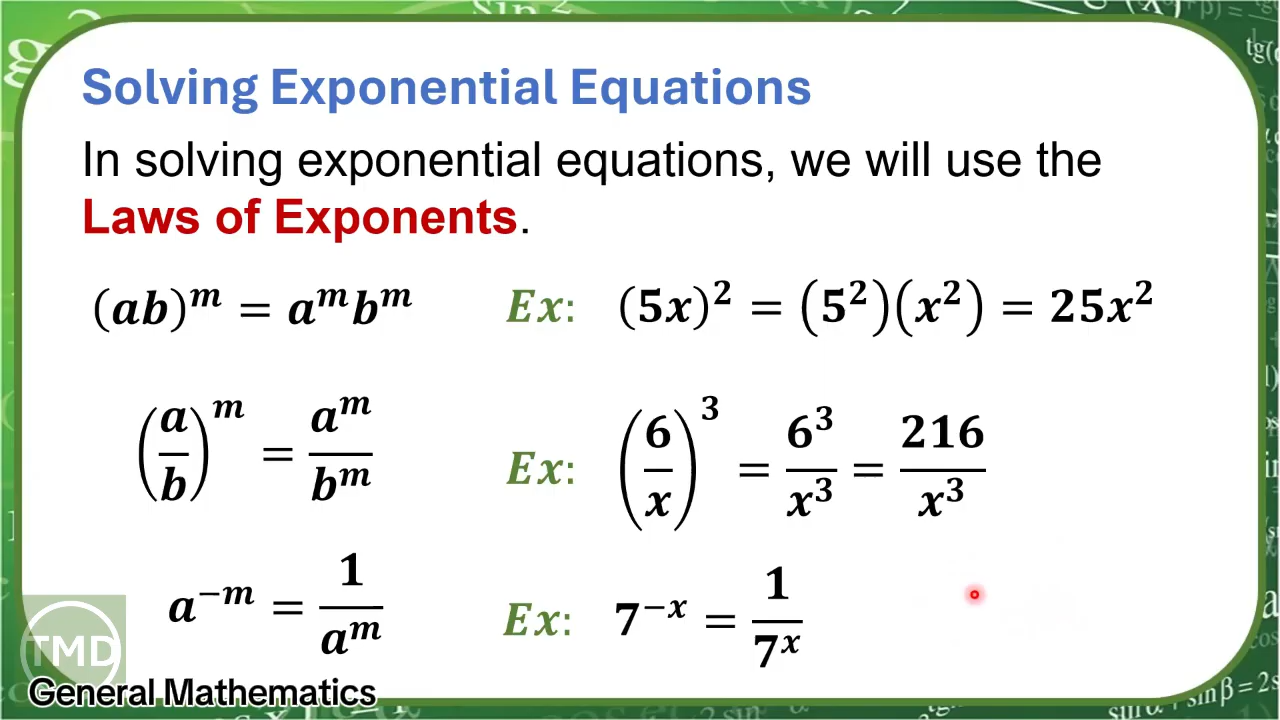 Solving Exponential Equations
In solving exponential equations, we will use the
Laws of Exponents.
(ab)^m = a^m b^m Ex: (5x)^2 = (5^2)(x^2) = 25x^2
(a/b)^m = a^m/b^m Ex: (6/x)^3 = 6^3/x^3 = 216/x^3
a^{-m} = 1/a^m Ex: 7^{-x} = 1/7^x
TMD
General Mathematics